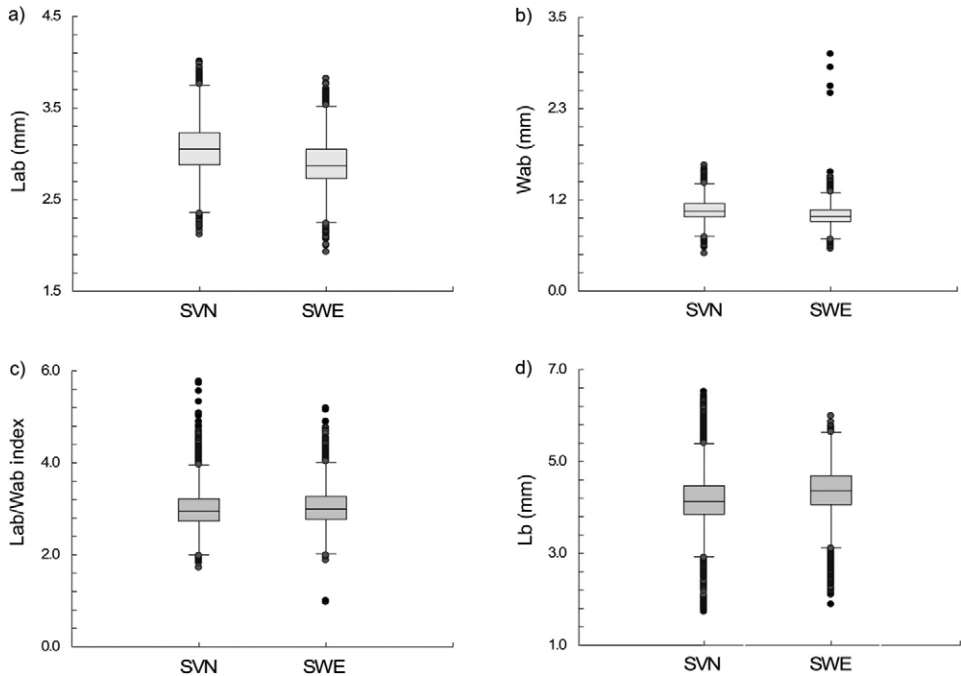 a)
4.5
3.5
2.5
1.5
Lab (mm)
SVN SWE
b)
3.5
2.3
1.2
0.0
Wab (mm)
SVN SWE
c)
6.0
4.0
2.0
0.0
Lab/Wab index
SVN SWE
d)
7.0
5.0
3.0
1.0
Lb (mm)
SVN SWE